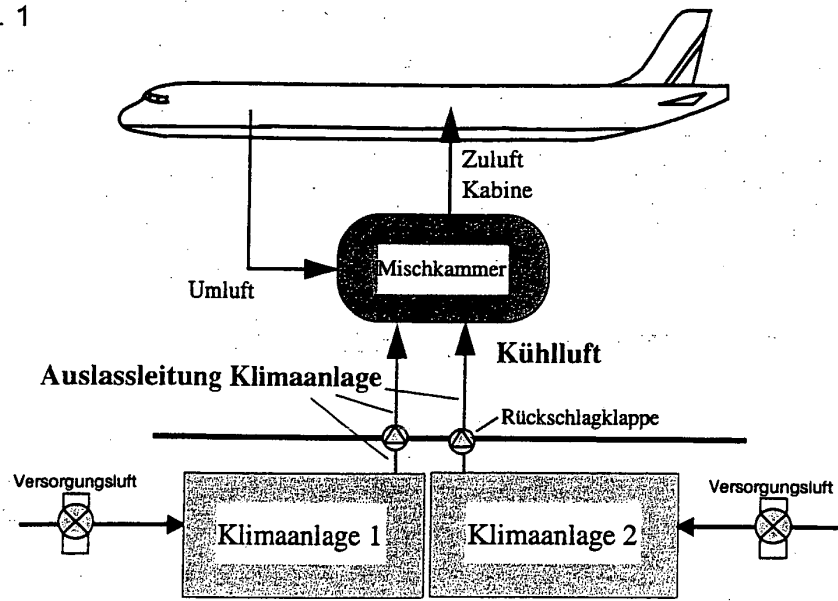 1
Zuluft
Kabine
Mischkammer
Umluft
Kühlluft
Auslassleitung Klimaanlage
Rückschlagklappe
Versorgungsluft
Versorgungsluft
Klimaanlage 1
Klimaanlage 2